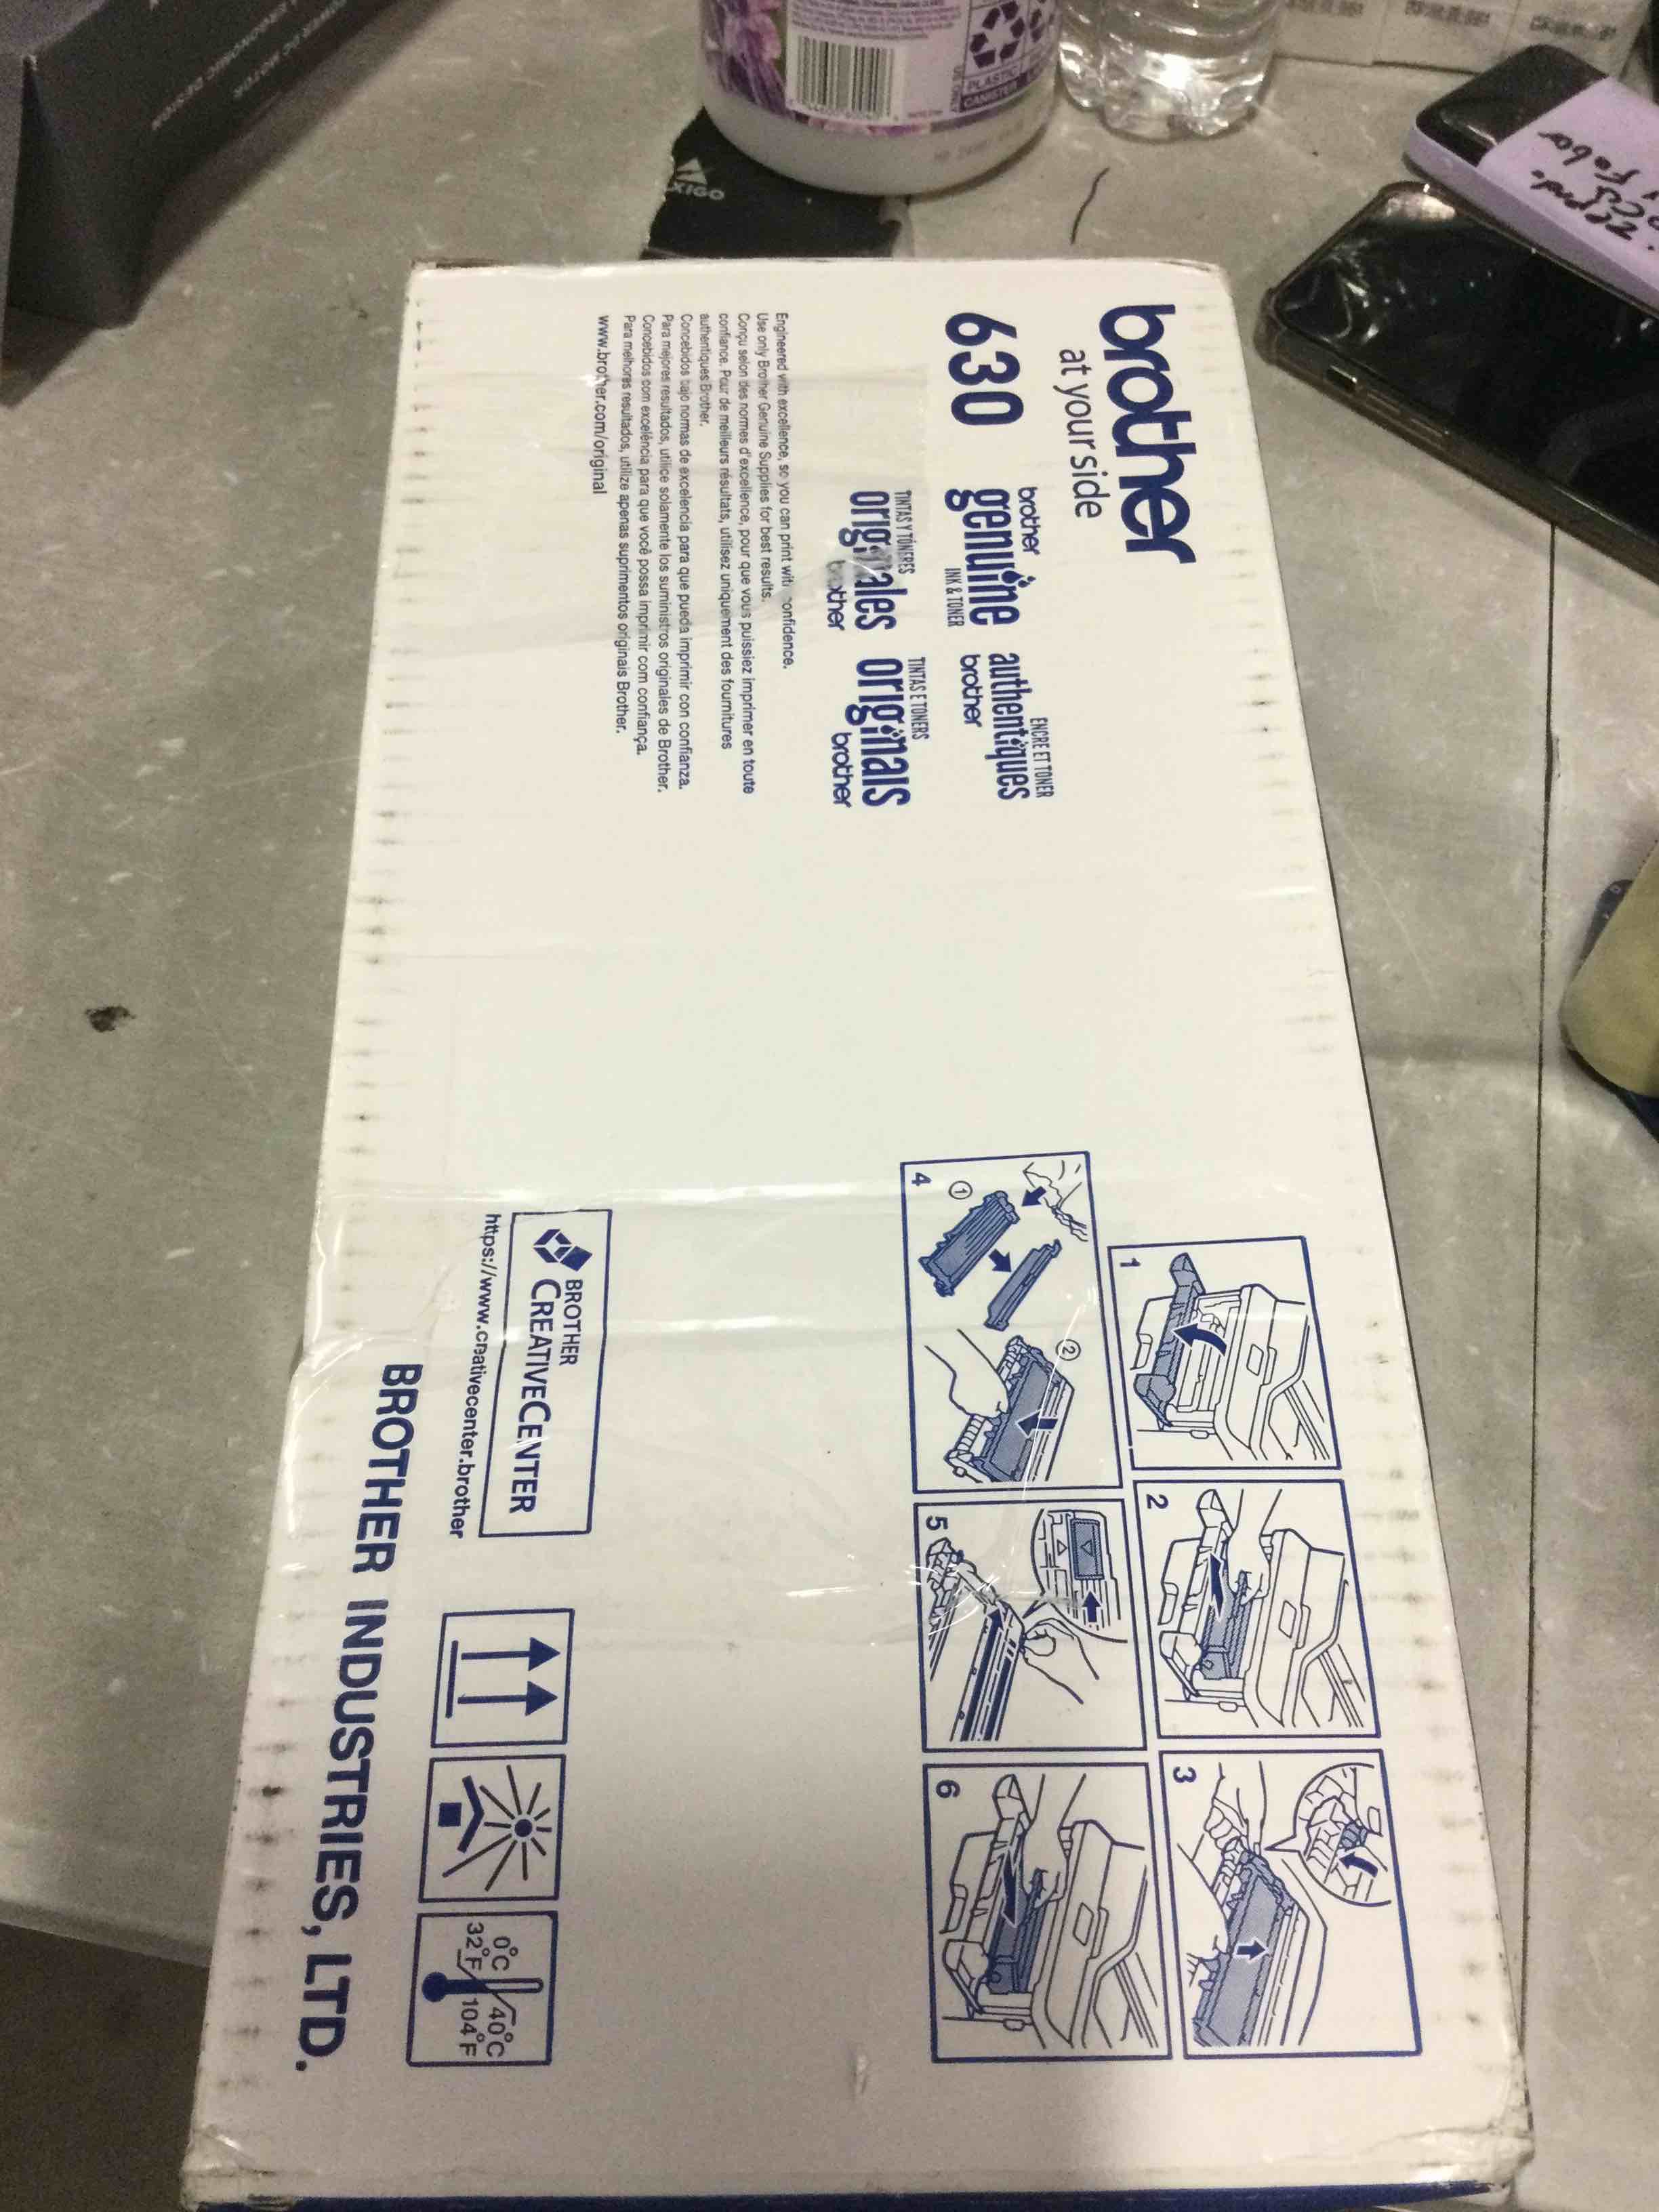 brother
at your side
630
brother
genuine
INK & TONER
ENCRE ET TONER
authentiques
brother
TINTAS Y TÓNERES
originales
brother
TINTAS E TONERS
originais
brother
Engineered with excellence, so you can print with confidence.
Use only Brother Genuine Supplies for best results.
Conçu selon des normes d'excellence, pour que vous puissiez imprimer en toute
confiance. Pour de meilleurs résultats, utilisez uniquement des fournitures
authentiques Brother.
Concebidos bajo normas de excelencia para que pueda imprimir con confianza.
Para mejores resultados, utilice solamente los suministros originales de Brother.
Concebidos com excelência para que você possa imprimir com confiança.
Para melhores resultados, utilize apenas suprimentos originais Brother.
www.brother.com/original
1
2
3
4
①
②
5
6
BROTHER
CREATIVECENTER
https://www.creativecenter.brother
0°C
32°F
40°C
104°F
BROTHER INDUSTRIES, LTD.
PLASTIC
CANISTER
XIGO